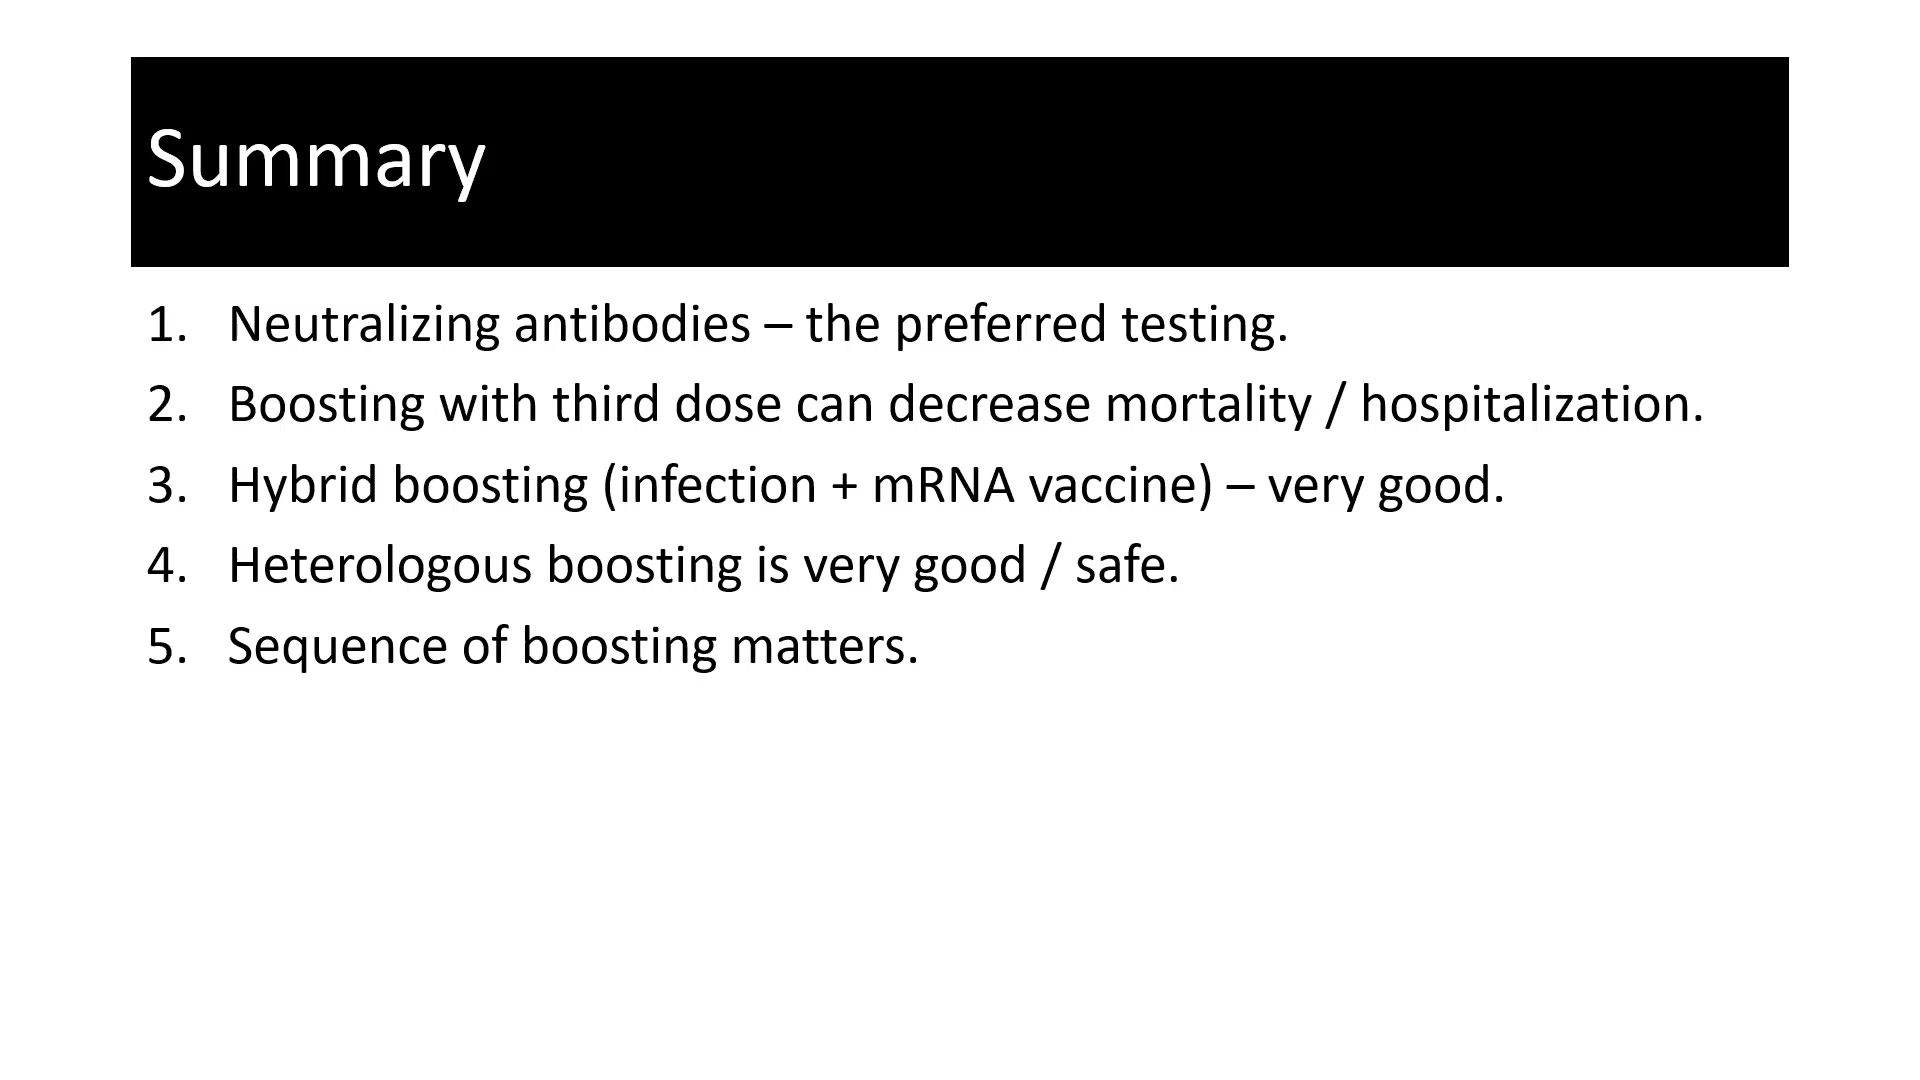 Summary
1. Neutralizing antibodies – the preferred testing.
2. Boosting with third dose can decrease mortality / hospitalization.
3. Hybrid boosting (infection + mRNA vaccine) – very good.
4. Heterologous boosting is very good / safe.
5. Sequence of boosting matters.